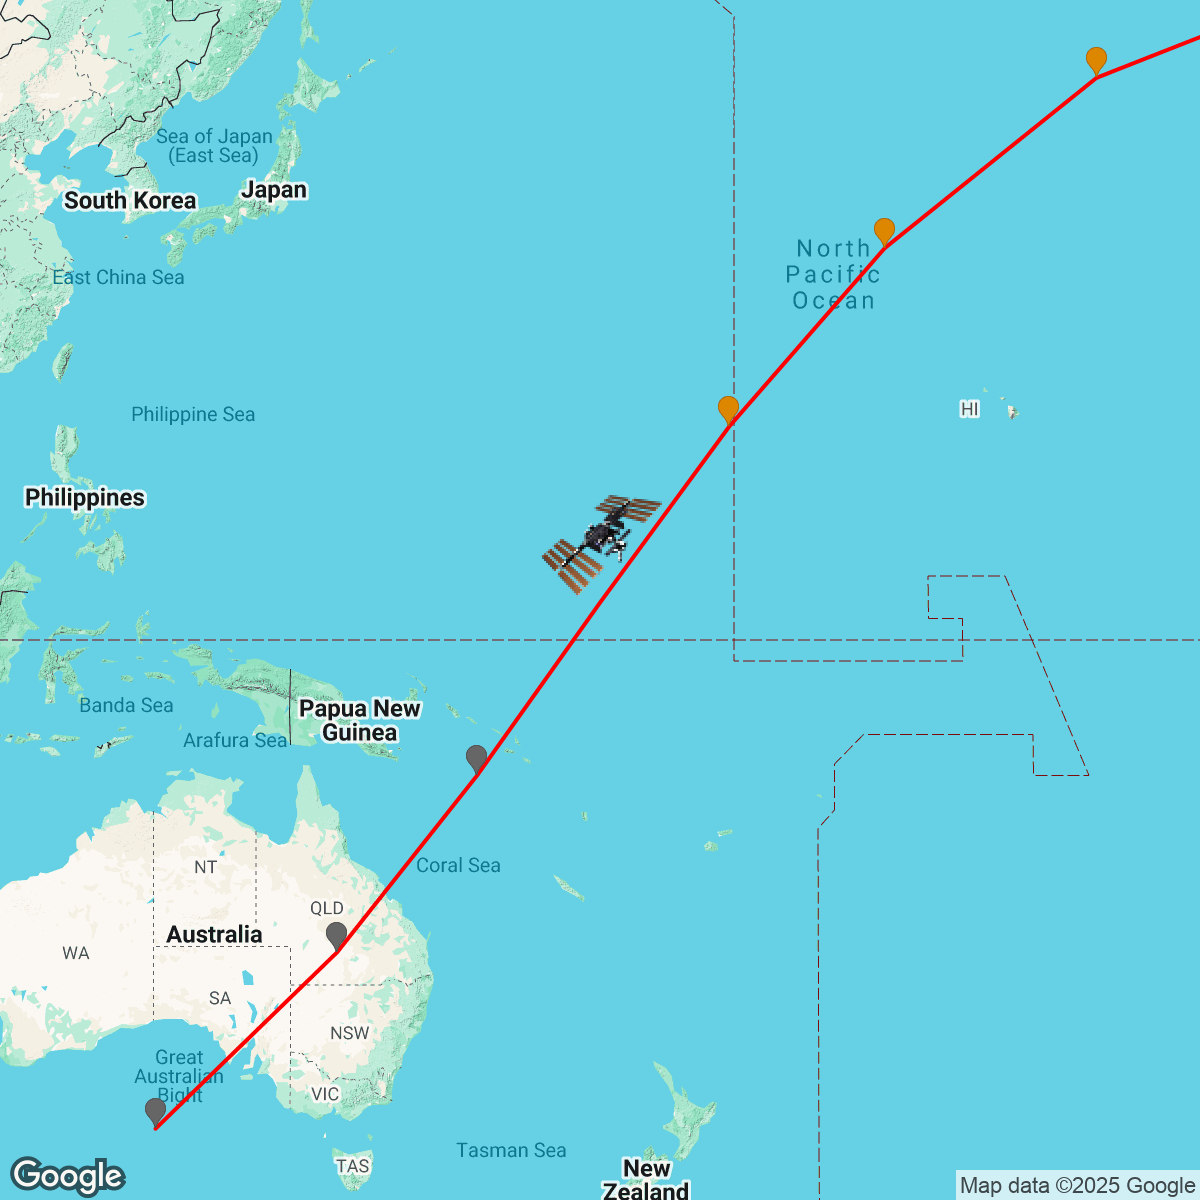 Sea of Japan
(East Sea)
Japan
South Korea
East China Sea
North
Pacific
Ocean
Philippine Sea
HI
Philippines
Banda Sea
Papua New
Guinea
Arafura Sea
Coral Sea
NT
QLD
Australia
WA
SA
NSW
Great
Australian
Bight
VIC
Tasman Sea
TAS
New
Zealand
Google
Map data ©2025 Google